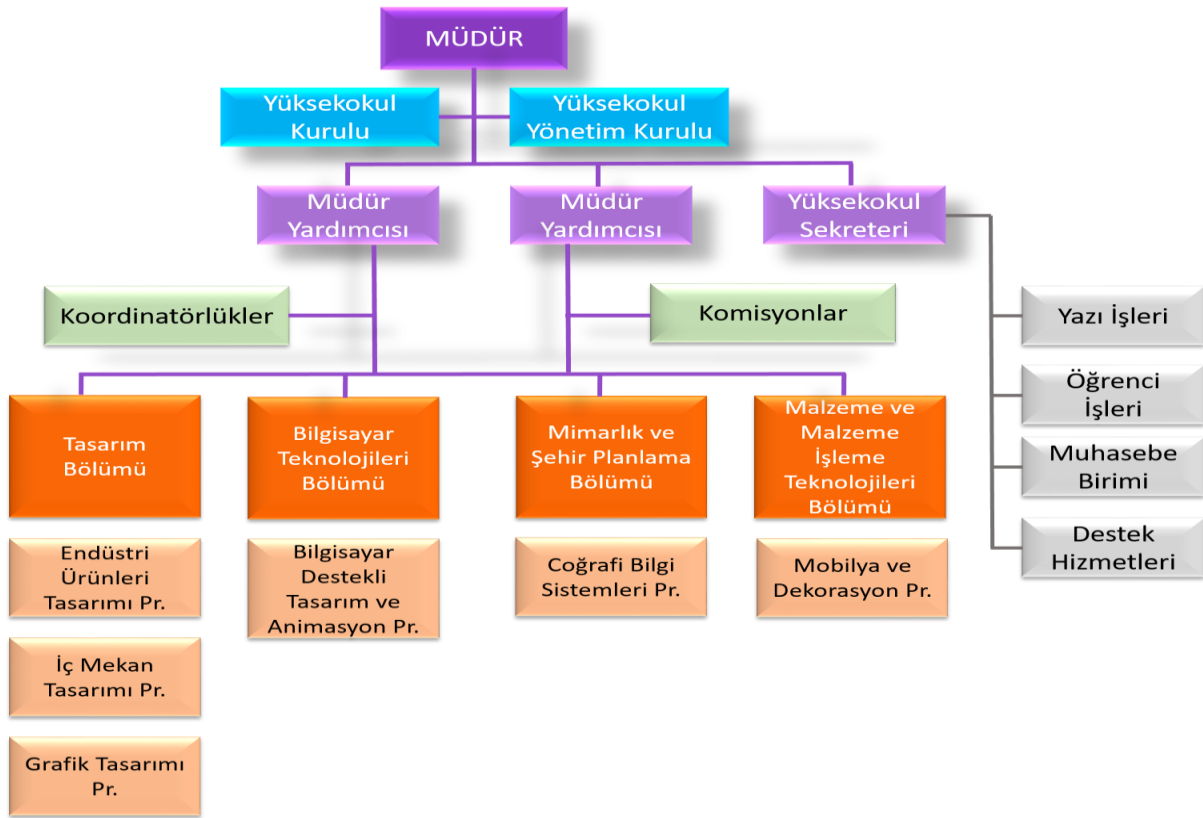 MÜDÜR
Yüksekokul
Kurulu
Yüksekokul
Yönetim Kurulu
Müdür
Yardımcısı
Müdür
Yardımcısı
Yüksekokul
Sekreteri
Koordinatörlükler
Komisyonlar
Yazı İşleri
Öğrenci
İşleri
Muhasebe
Birimi
Destek
Hizmetleri
Tasarım
Bölümü
Bilgisayar
Teknolojileri
Bölümü
Mimarlık ve
Şehir Planlama
Bölümü
Malzeme ve
Malzeme
İşleme
Teknolojileri
Bölümü
Endüstri
Ürünleri
Tasarımı Pr.
Bilgisayar
Destekli
Tasarım ve
Animasyon Pr.
Coğrafi Bilgi
Sistemleri Pr.
Mobilya ve
Dekorasyon Pr.
İç Mekan
Tasarımı Pr.
Grafik Tasarımı
Pr.